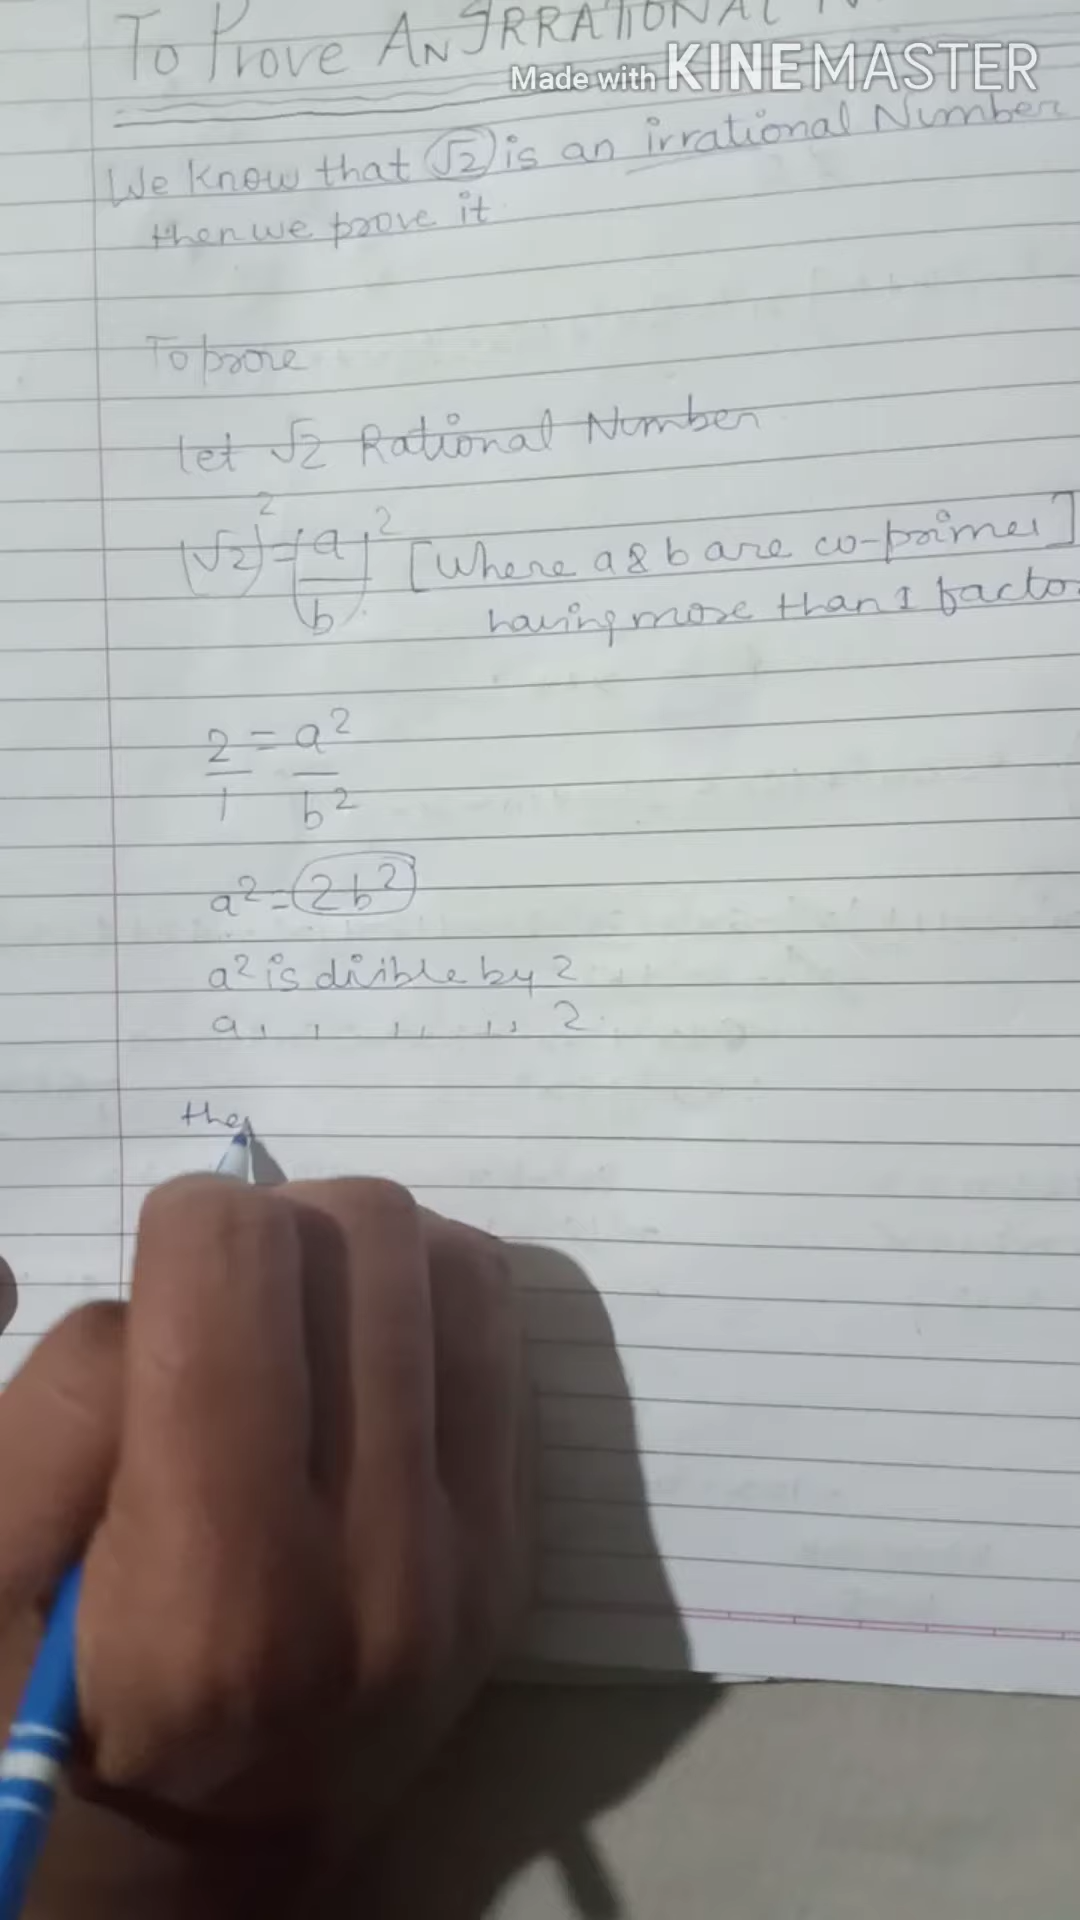 To Prove AN IRRATIONAL
Made with KINEMASTER
We know that √2 is an irrational Number
then we prove it
To prove
let √2 Rational Number
(√2)² = (a/b)² [Where a & b are co-primes]
having more than 1 factor
2/1 = a²/b²
a² = 2b²
a² is divible by 2
a ,, ,, ,, 2
the